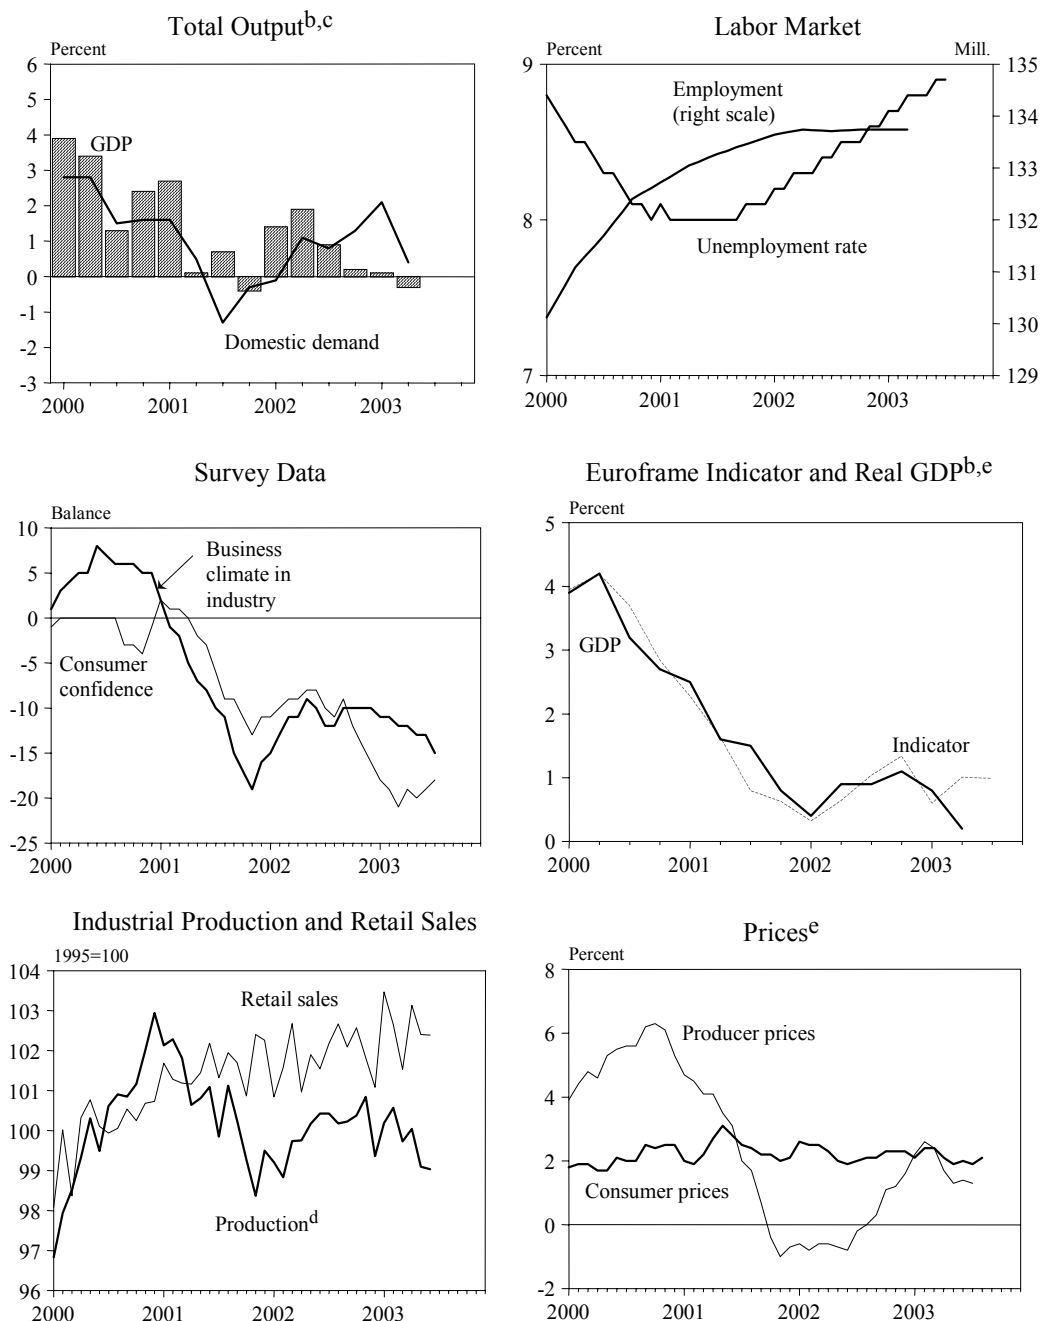 Total Outputb,c
Percent
6
5
4
3
2
1
0
-1
-2
-3
GDP
Domestic demand
2000
2001
2002
2003
Labor Market
Percent
Mill.
9
8
7
135
134
133
132
131
130
129
Employment
(right scale)
Unemployment rate
2000
2001
2002
2003
Survey Data
Balance
10
5
0
-5
-10
-15
-20
-25
Business
climate in
industry
Consumer
confidence
2000
2001
2002
2003
Euroframe Indicator and Real GDPb,e
Percent
5
4
3
2
1
0
GDP
Indicator
2000
2001
2002
2003
Industrial Production and Retail Sales
1995=100
104
103
102
101
100
99
98
97
96
Retail sales
Productiond
2000
2001
2002
2003
Pricese
Percent
8
6
4
2
0
-2
Producer prices
Consumer prices
2000
2001
2002
2003